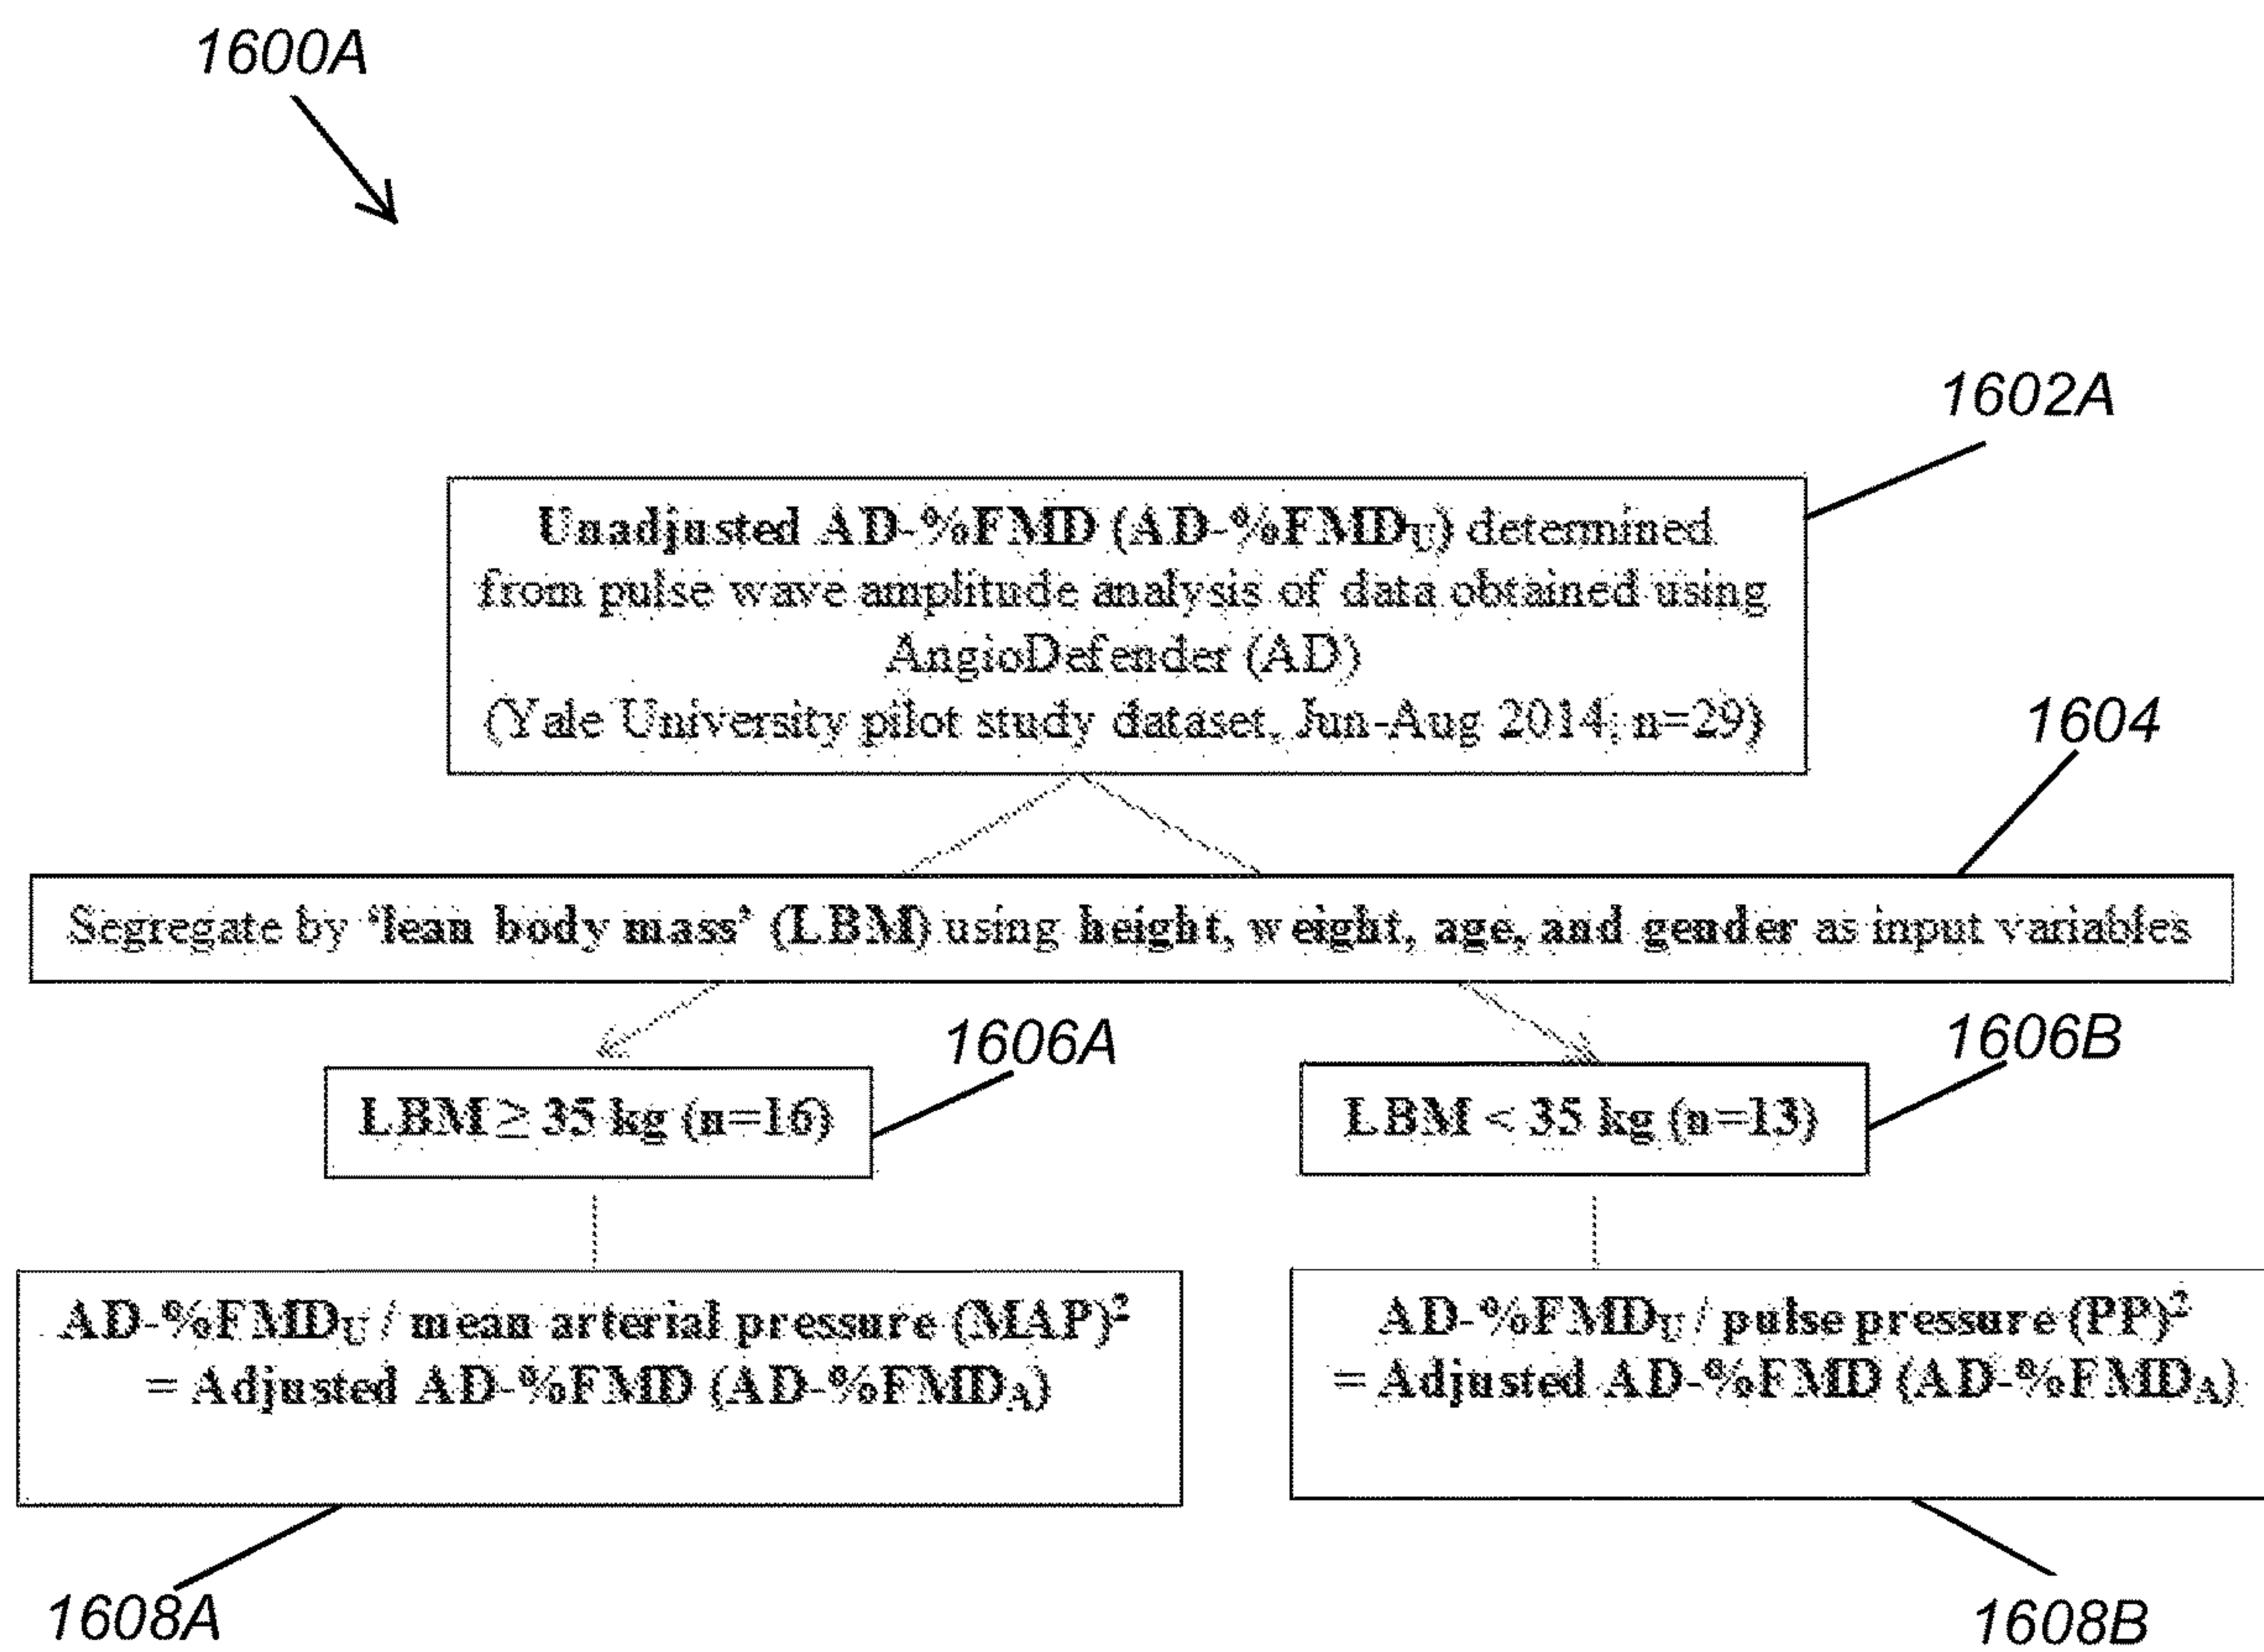 1600A
1602A
Unadjusted AD-%FMD (AD-%FMDU) determined
from pulse wave amplitude analysis of data obtained using
AngioDefender (AD)
(Yale University pilot study dataset, Jun-Aug 2014; n=29)
1604
Segregate by ‘lean body mass’ (LBM) using height, weight, age, and gender as input variables
1606A
1606B
LBM ≥ 35 kg (n=16)
LBM < 35 kg (n=13)
AD-%FMDU / mean arterial pressure (MAP)²
= Adjusted AD-%FMD (AD-%FMDA)
AD-%FMDU / pulse pressure (PP)²
= Adjusted AD-%FMD (AD-%FMDA)
1608A
1608B